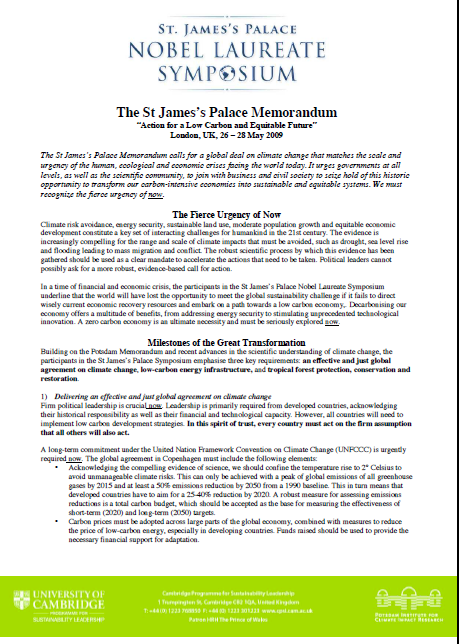 ST. JAMES'S PALACE
NOBEL LAUREATE
SYMPOSIUM
The St James's Palace Memorandum
"Action for a Low Carbon and Equitable Future"
London, UK, 26 – 28 May 2009
The St James's Palace Memorandum calls for a global deal on climate change that matches the scale and
urgency of the human, ecological and economic crises facing the world today. It urges governments at all
levels, as well as the scientific community, to join with business and civil society to seize hold of this historic
opportunity to transform our carbon-intensive economies into sustainable and equitable systems. We must
recognize the fierce urgency of now.
The Fierce Urgency of Now
Climate risk avoidance, energy security, sustainable land use, moderate population growth and equitable economic
development constitute a key set of interacting challenges for humankind in the 21st century. The evidence is
increasingly compelling for the range and scale of climate impacts that must be avoided, such as drought, sea level rise
and flooding leading to mass migration and conflict. The robust scientific process by which this evidence has been
gathered should be used as a clear mandate to accelerate the actions that need to be taken. Political leaders cannot
possibly ask for a more robust, evidence-based call for action.
In a time of financial and economic crisis, the participants in the St James's Palace Nobel Laureate Symposium
underline that the world will have lost the opportunity to meet the global sustainability challenge if it fails to direct
wisely current economic recovery resources and embark on a path towards a low carbon economy,. Decarbonising our
economy offers a multitude of benefits, from addressing energy security to stimulating unprecedented technological
innovation. A zero carbon economy is an ultimate necessity and must be seriously explored now.
Milestones of the Great Transformation
Building on the Potsdam Memorandum and recent advances in the scientific understanding of climate change, the
participants in the St James's Palace Symposium emphasise three key requirements: an effective and just global
agreement on climate change, low-carbon energy infrastructure, and tropical forest protection, conservation and
restoration.
1) Delivering an effective and just global agreement on climate change
Firm political leadership is crucial now. Leadership is primarily required from developed countries, acknowledging
their historical responsibility as well as their financial and technological capacity. However, all countries will need to
implement low carbon development strategies. In this spirit of trust, every country must act on the firm assumption
that all others will also act.
A long-term commitment under the United Nation Framework Convention on Climate Change (UNFCCC) is urgently
required now. The global agreement in Copenhagen must include the following elements:
• Acknowledging the compelling evidence of science, we should confine the temperature rise to 2° Celsius to
avoid unmanageable climate risks. This can only be achieved with a peak of global emissions of all greenhouse
gases by 2015 and at least a 50% emissions reduction by 2050 from a 1990 baseline. This in turn means that
developed countries have to aim for a 25-40% reduction by 2020. A robust measure for assessing emissions
reductions is a total carbon budget, which should be accepted as the base for measuring the effectiveness of
short-term (2020) and long-term (2050) targets.
• Carbon prices must be adopted across large parts of the global economy, combined with measures to reduce
the price of low-carbon energy, especially in developing countries. Funds raised should be used to provide the
necessary financial support for adaptation.
UNIVERSITY OF
CAMBRIDGE
PROGRAMME FOR
SUSTAINABILITY LEADERSHIP
Cambridge Programme for Sustainability Leadership
1 Trumpington St, Cambridge CB2 1QA, United Kingdom
Patron HRH The Prince of Wales
POTSDAM INSTITUTE FOR
CLIMATE IMPACT RESEARCH